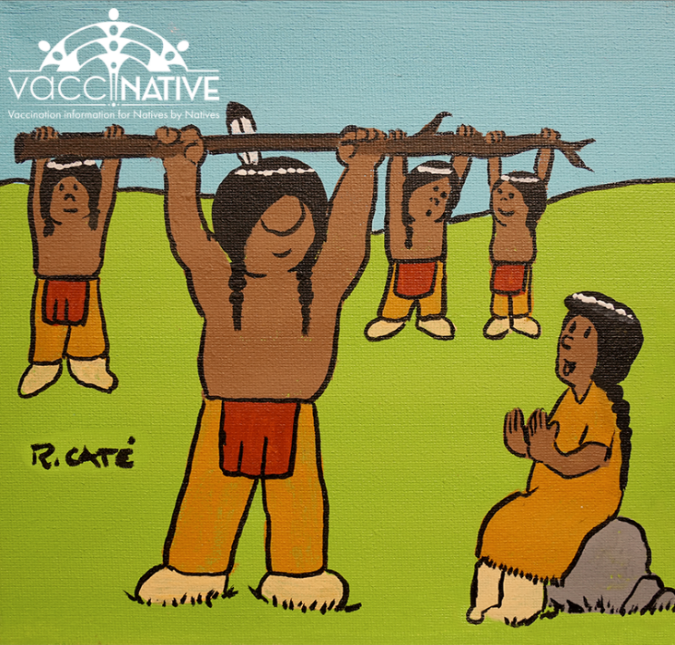 VACCINATIVE
Vaccination information for Natives by Natives
R. CATÉ